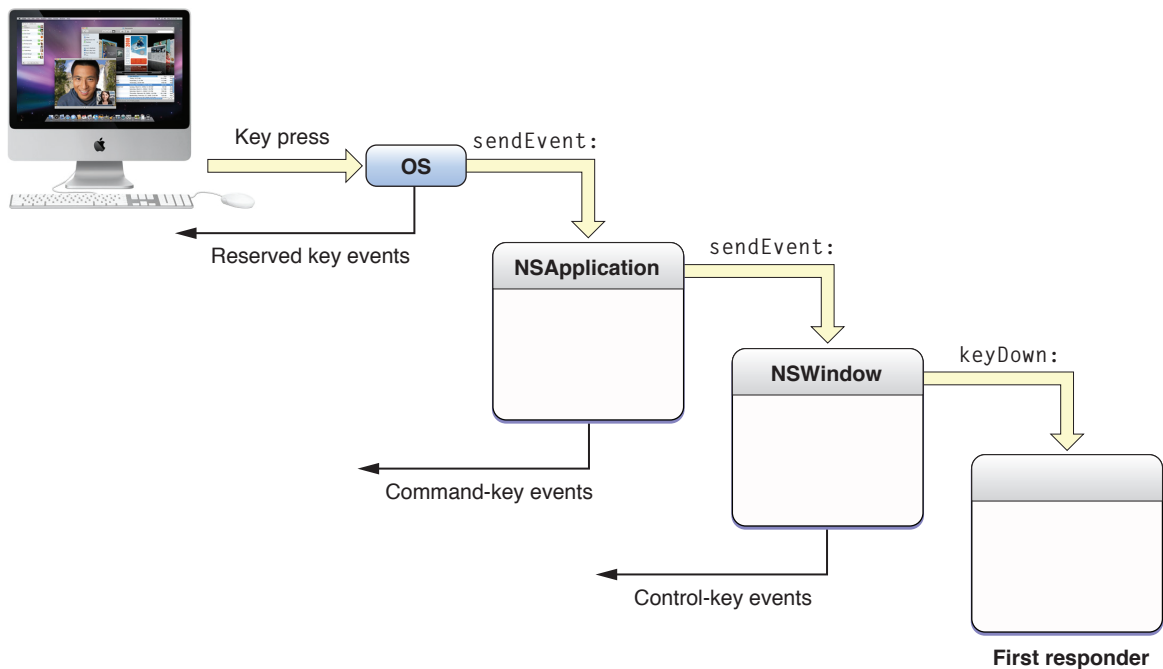 Key press
OS
sendEvent:
Reserved key events
NSApplication
sendEvent:
Command-key events
NSWindow
keyDown:
Control-key events
First responder